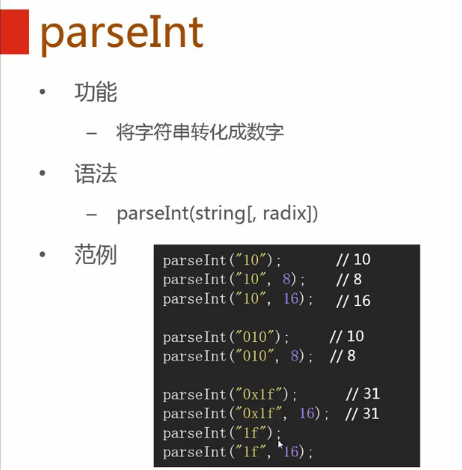 parseInt
• 功能
– 将字符串转化成数字
• 语法
– parseInt(string[, radix])
• 范例
parseInt("10"); // 10
parseInt("10", 8); // 8
parseInt("10", 16); // 16
parseInt("010"); // 10
parseInt("010", 8); // 8
parseInt("0x1f"); // 31
parseInt("0x1f", 16); // 31
parseInt("1f");
parseInt("1f", 16);